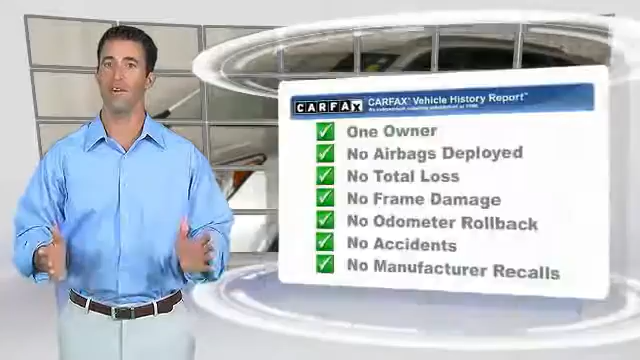 CARFAX CARFAX™ Vehicle History Report™
One Owner
No Airbags Deployed
No Total Loss
No Frame Damage
No Odometer Rollback
No Accidents
No Manufacturer Recalls